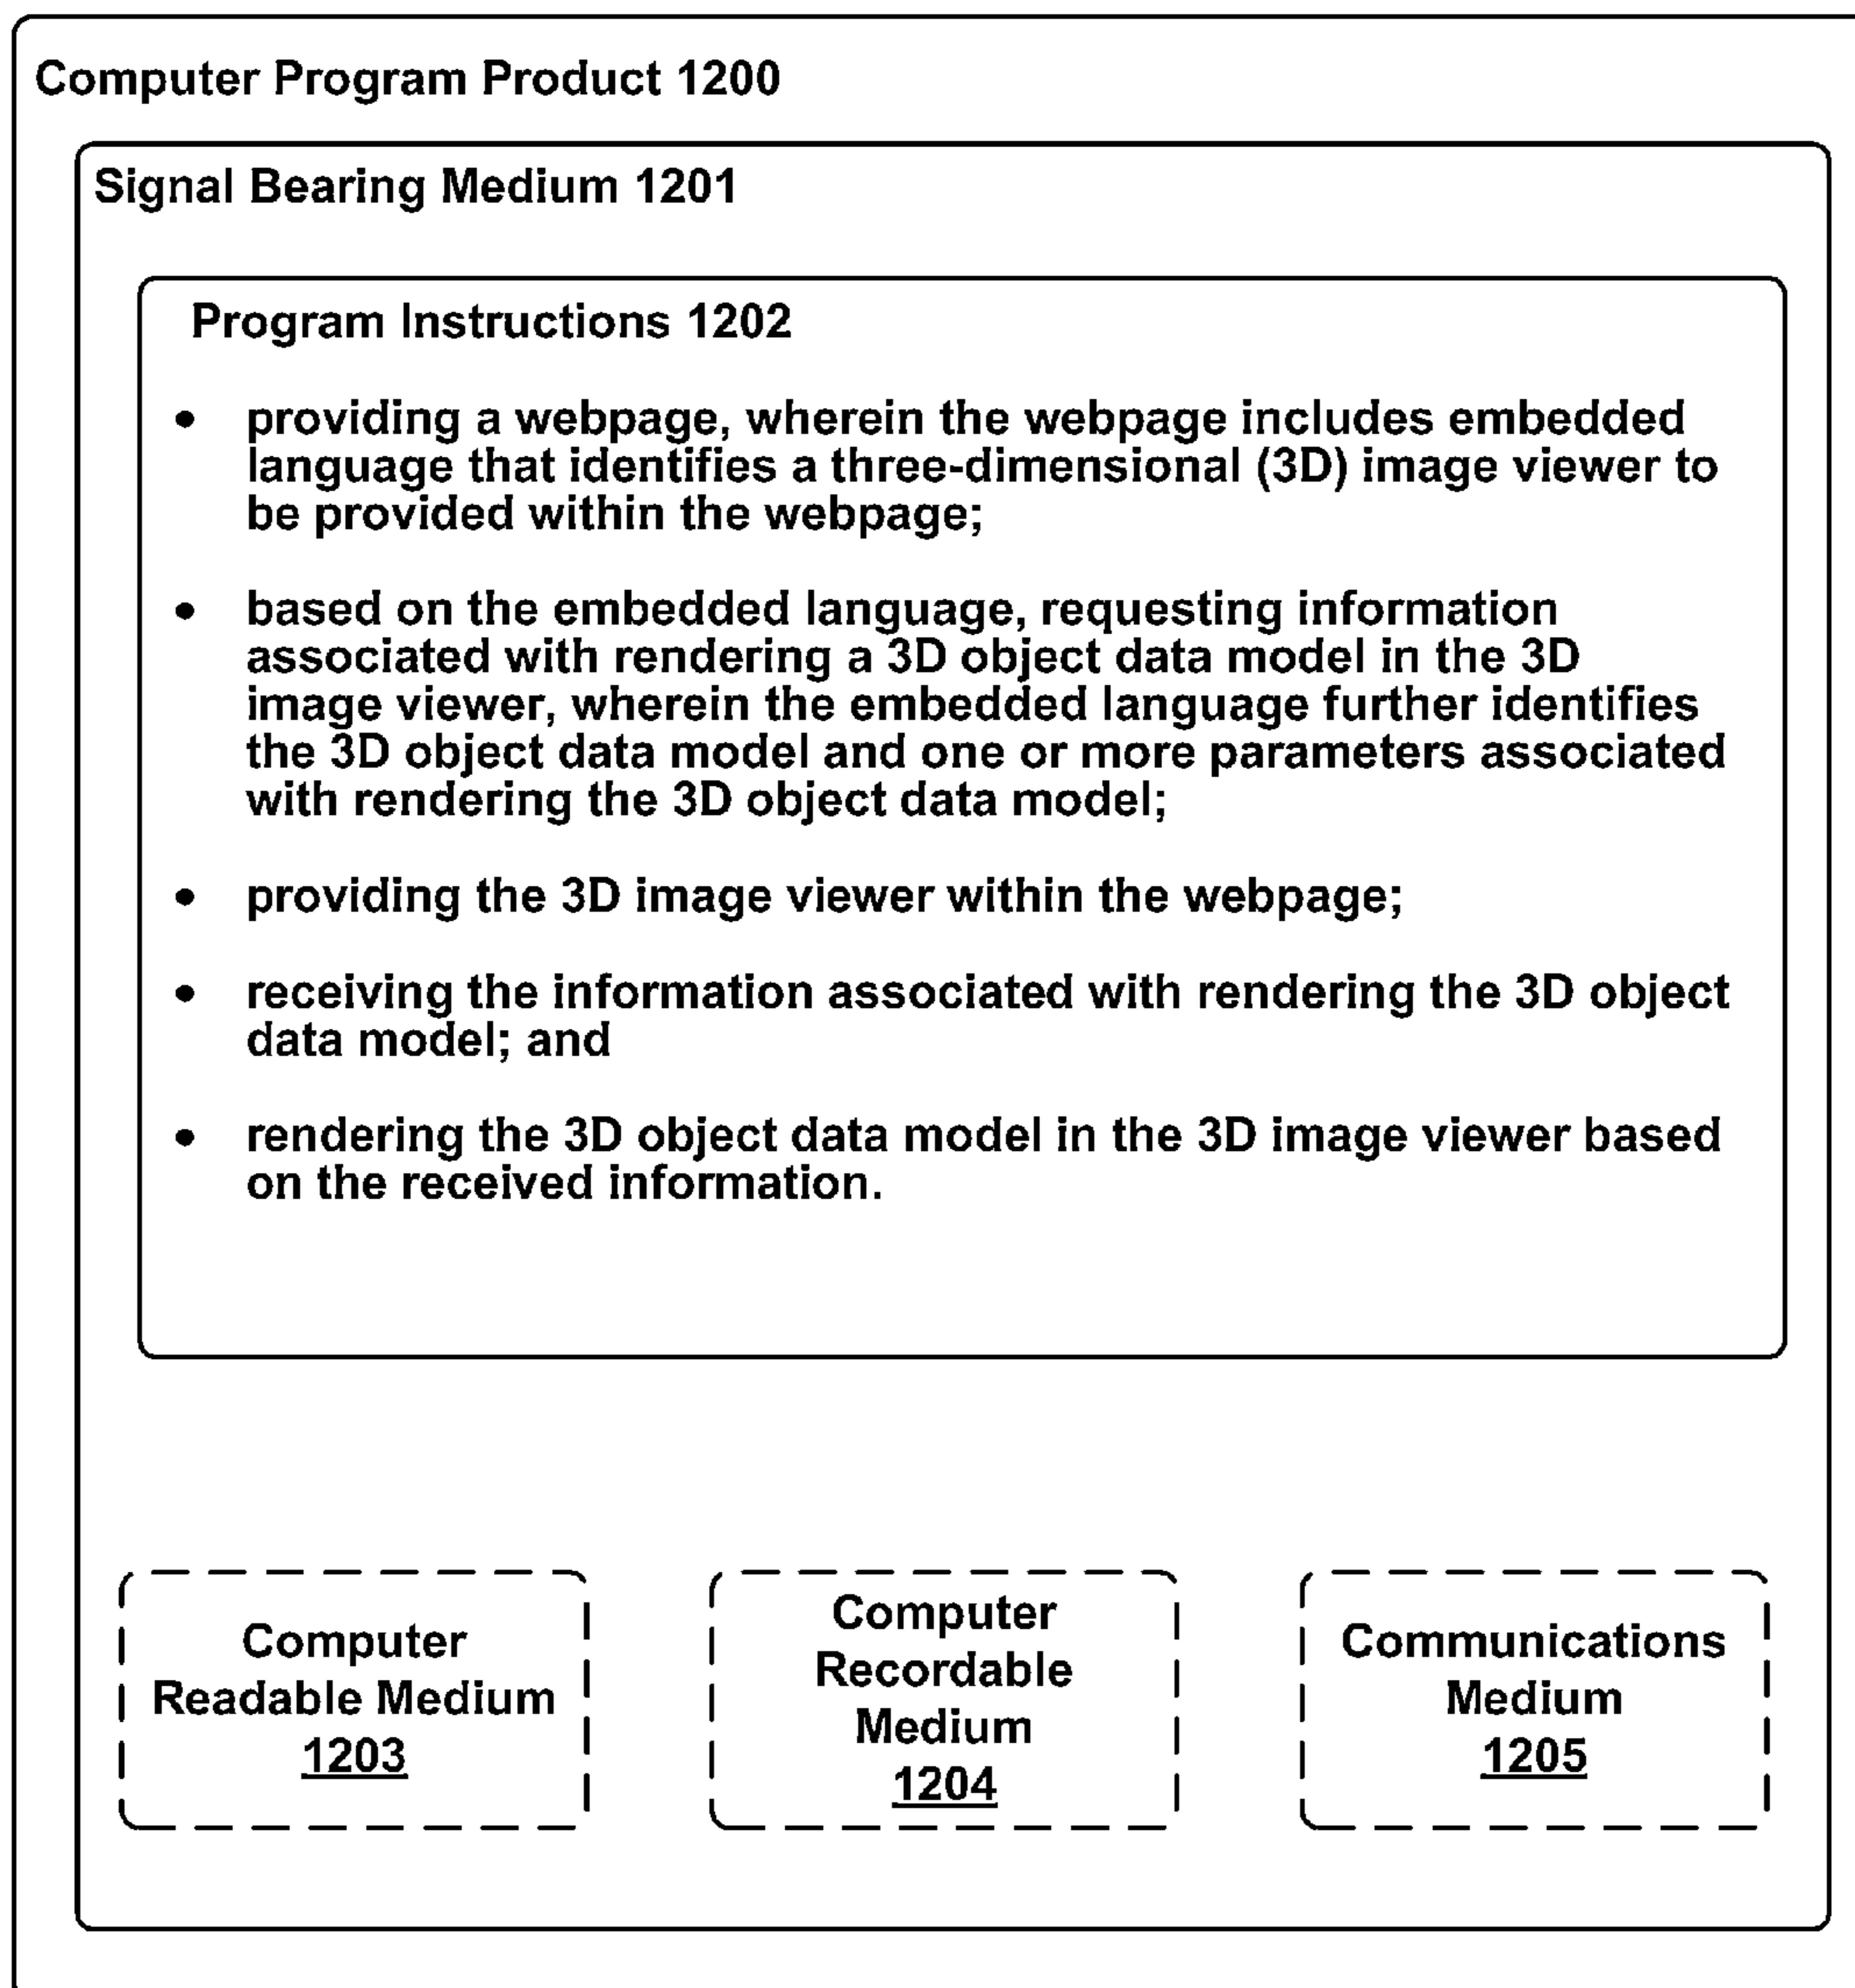 Computer Program Product 1200
Signal Bearing Medium 1201
Program Instructions 1202
• providing a webpage, wherein the webpage includes embedded
language that identifies a three-dimensional (3D) image viewer to
be provided within the webpage;
• based on the embedded language, requesting information
associated with rendering a 3D object data model in the 3D
image viewer, wherein the embedded language further identifies
the 3D object data model and one or more parameters associated
with rendering the 3D object data model;
• providing the 3D image viewer within the webpage;
• receiving the information associated with rendering the 3D object
data model; and
• rendering the 3D object data model in the 3D image viewer based
on the received information.
Computer
Readable Medium
1203
Computer
Recordable
Medium
1204
Communications
Medium
1205